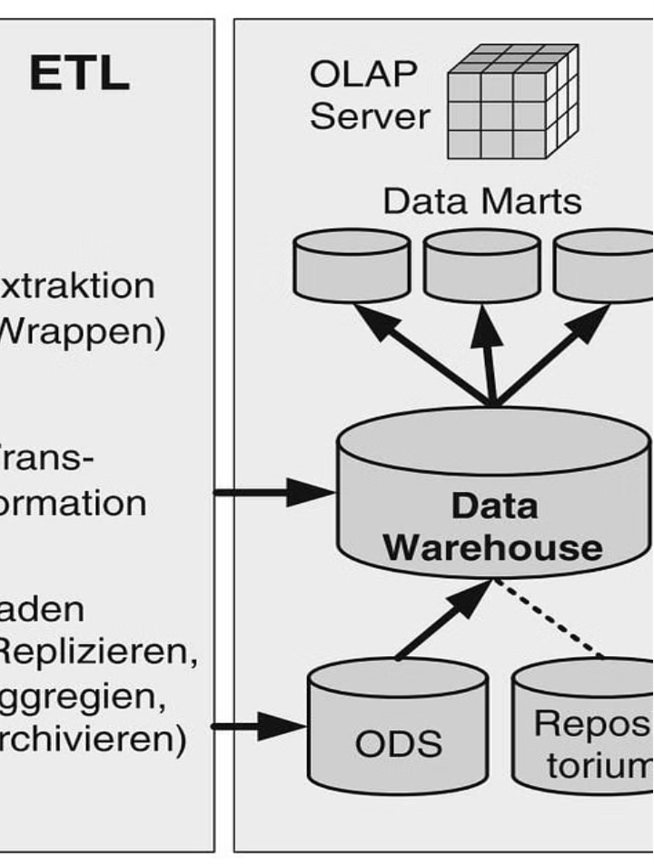 ETL
xtraktion
Wrappen)
rans-
ormation
aden
Replizieren,
ggregien,
rchivieren)
OLAP
Server
Data Marts
Data
Warehouse
ODS
Repos
torium